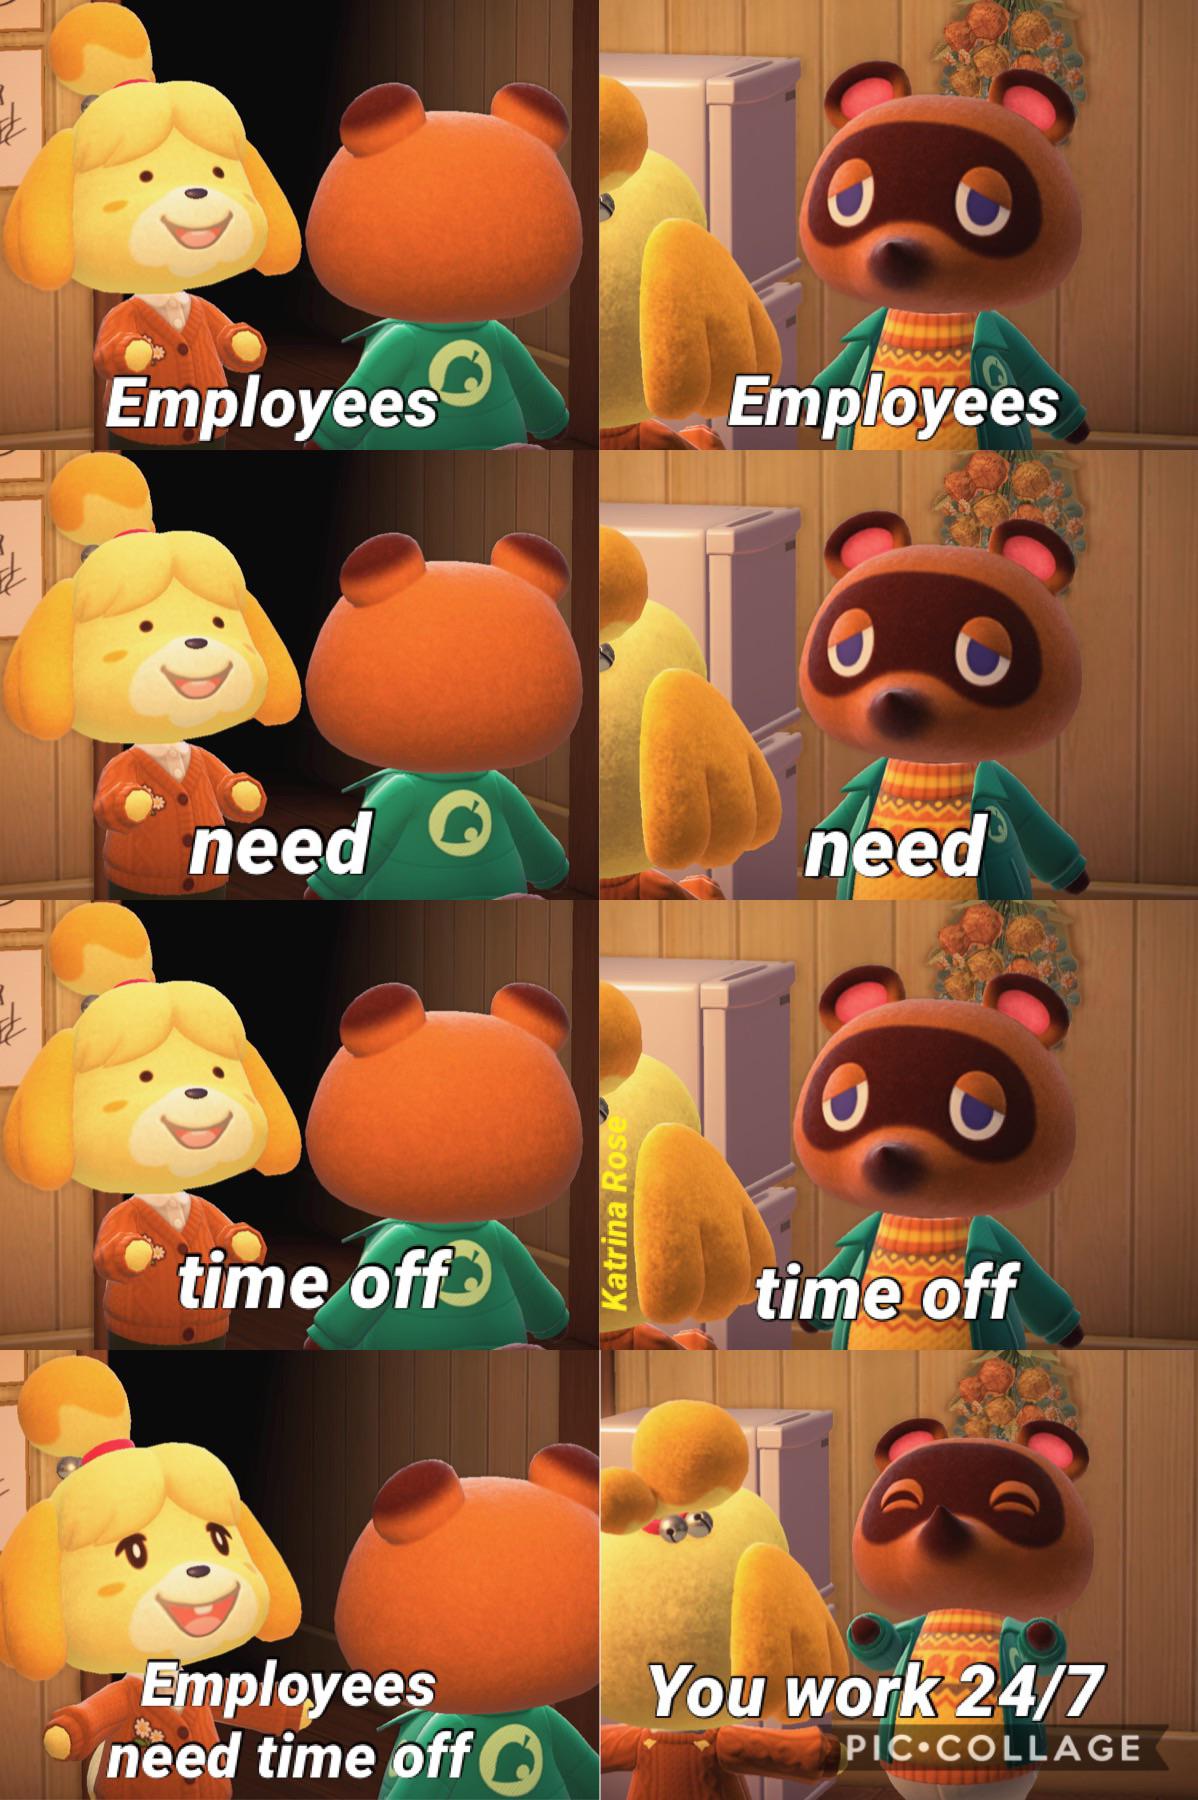 Employees
Employees
need
need
time off
Katrina Rose
time off
Employees
need time off
You work 24/7
PIC•COLLAGE